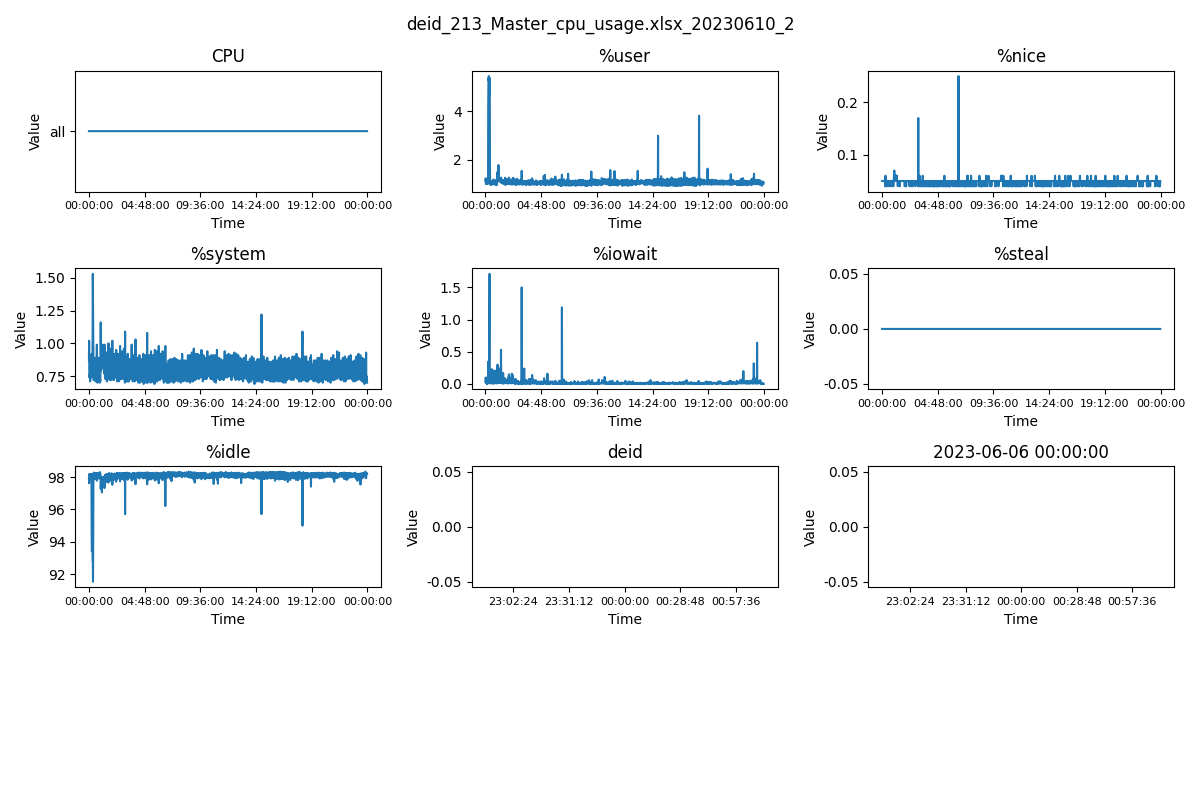 deid_213_Master_cpu_usage.xlsx_20230610_2
CPU
Value
all
00:00:00 04:48:00 09:36:00 14:24:00 19:12:00 00:00:00
Time
%user
Value
4
2
00:00:00 04:48:00 09:36:00 14:24:00 19:12:00 00:00:00
Time
%nice
Value
0.2
0.1
00:00:00 04:48:00 09:36:00 14:24:00 19:12:00 00:00:00
Time
%system
Value
1.50
1.25
1.00
0.75
00:00:00 04:48:00 09:36:00 14:24:00 19:12:00 00:00:00
Time
%iowait
Value
1.5
1.0
0.5
0.0
00:00:00 04:48:00 09:36:00 14:24:00 19:12:00 00:00:00
Time
%steal
Value
0.05
0.00
-0.05
00:00:00 04:48:00 09:36:00 14:24:00 19:12:00 00:00:00
Time
%idle
Value
98
96
94
92
00:00:00 04:48:00 09:36:00 14:24:00 19:12:00 00:00:00
Time
deid
Value
0.05
0.00
-0.05
23:02:24 23:31:12 00:00:00 00:28:48 00:57:36
Time
2023-06-06 00:00:00
Value
0.05
0.00
-0.05
23:02:24 23:31:12 00:00:00 00:28:48 00:57:36
Time